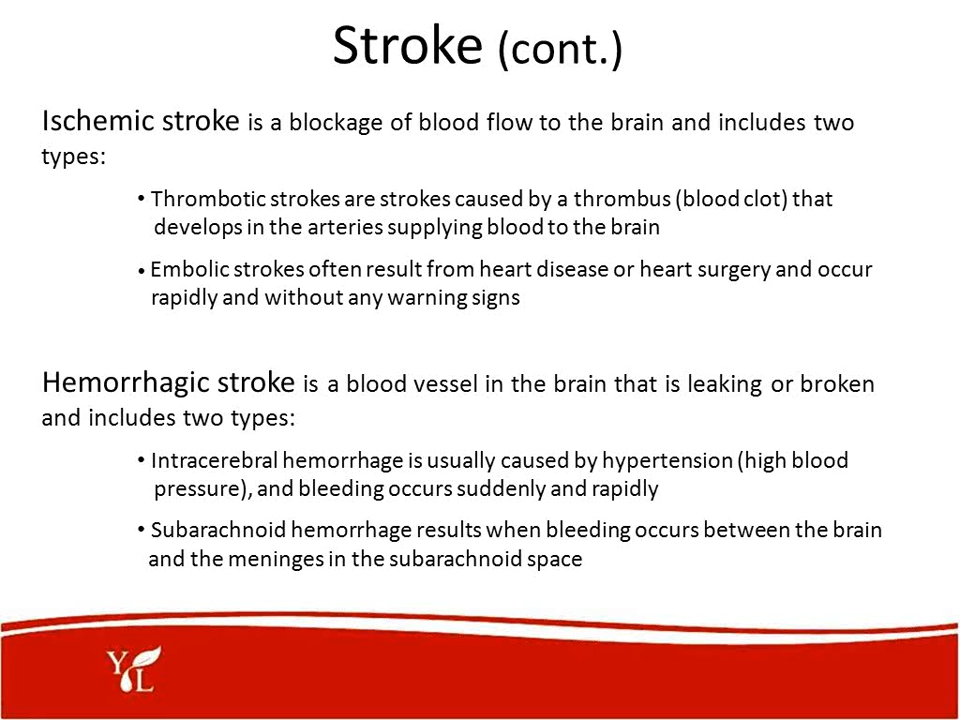 Stroke (cont.)
Ischemic stroke is a blockage of blood flow to the brain and includes two
types:
• Thrombotic strokes are strokes caused by a thrombus (blood clot) that
develops in the arteries supplying blood to the brain
• Embolic strokes often result from heart disease or heart surgery and occur
rapidly and without any warning signs
Hemorrhagic stroke is a blood vessel in the brain that is leaking or broken
and includes two types:
• Intracerebral hemorrhage is usually caused by hypertension (high blood
pressure), and bleeding occurs suddenly and rapidly
• Subarachnoid hemorrhage results when bleeding occurs between the brain
and the meninges in the subarachnoid space
Y L